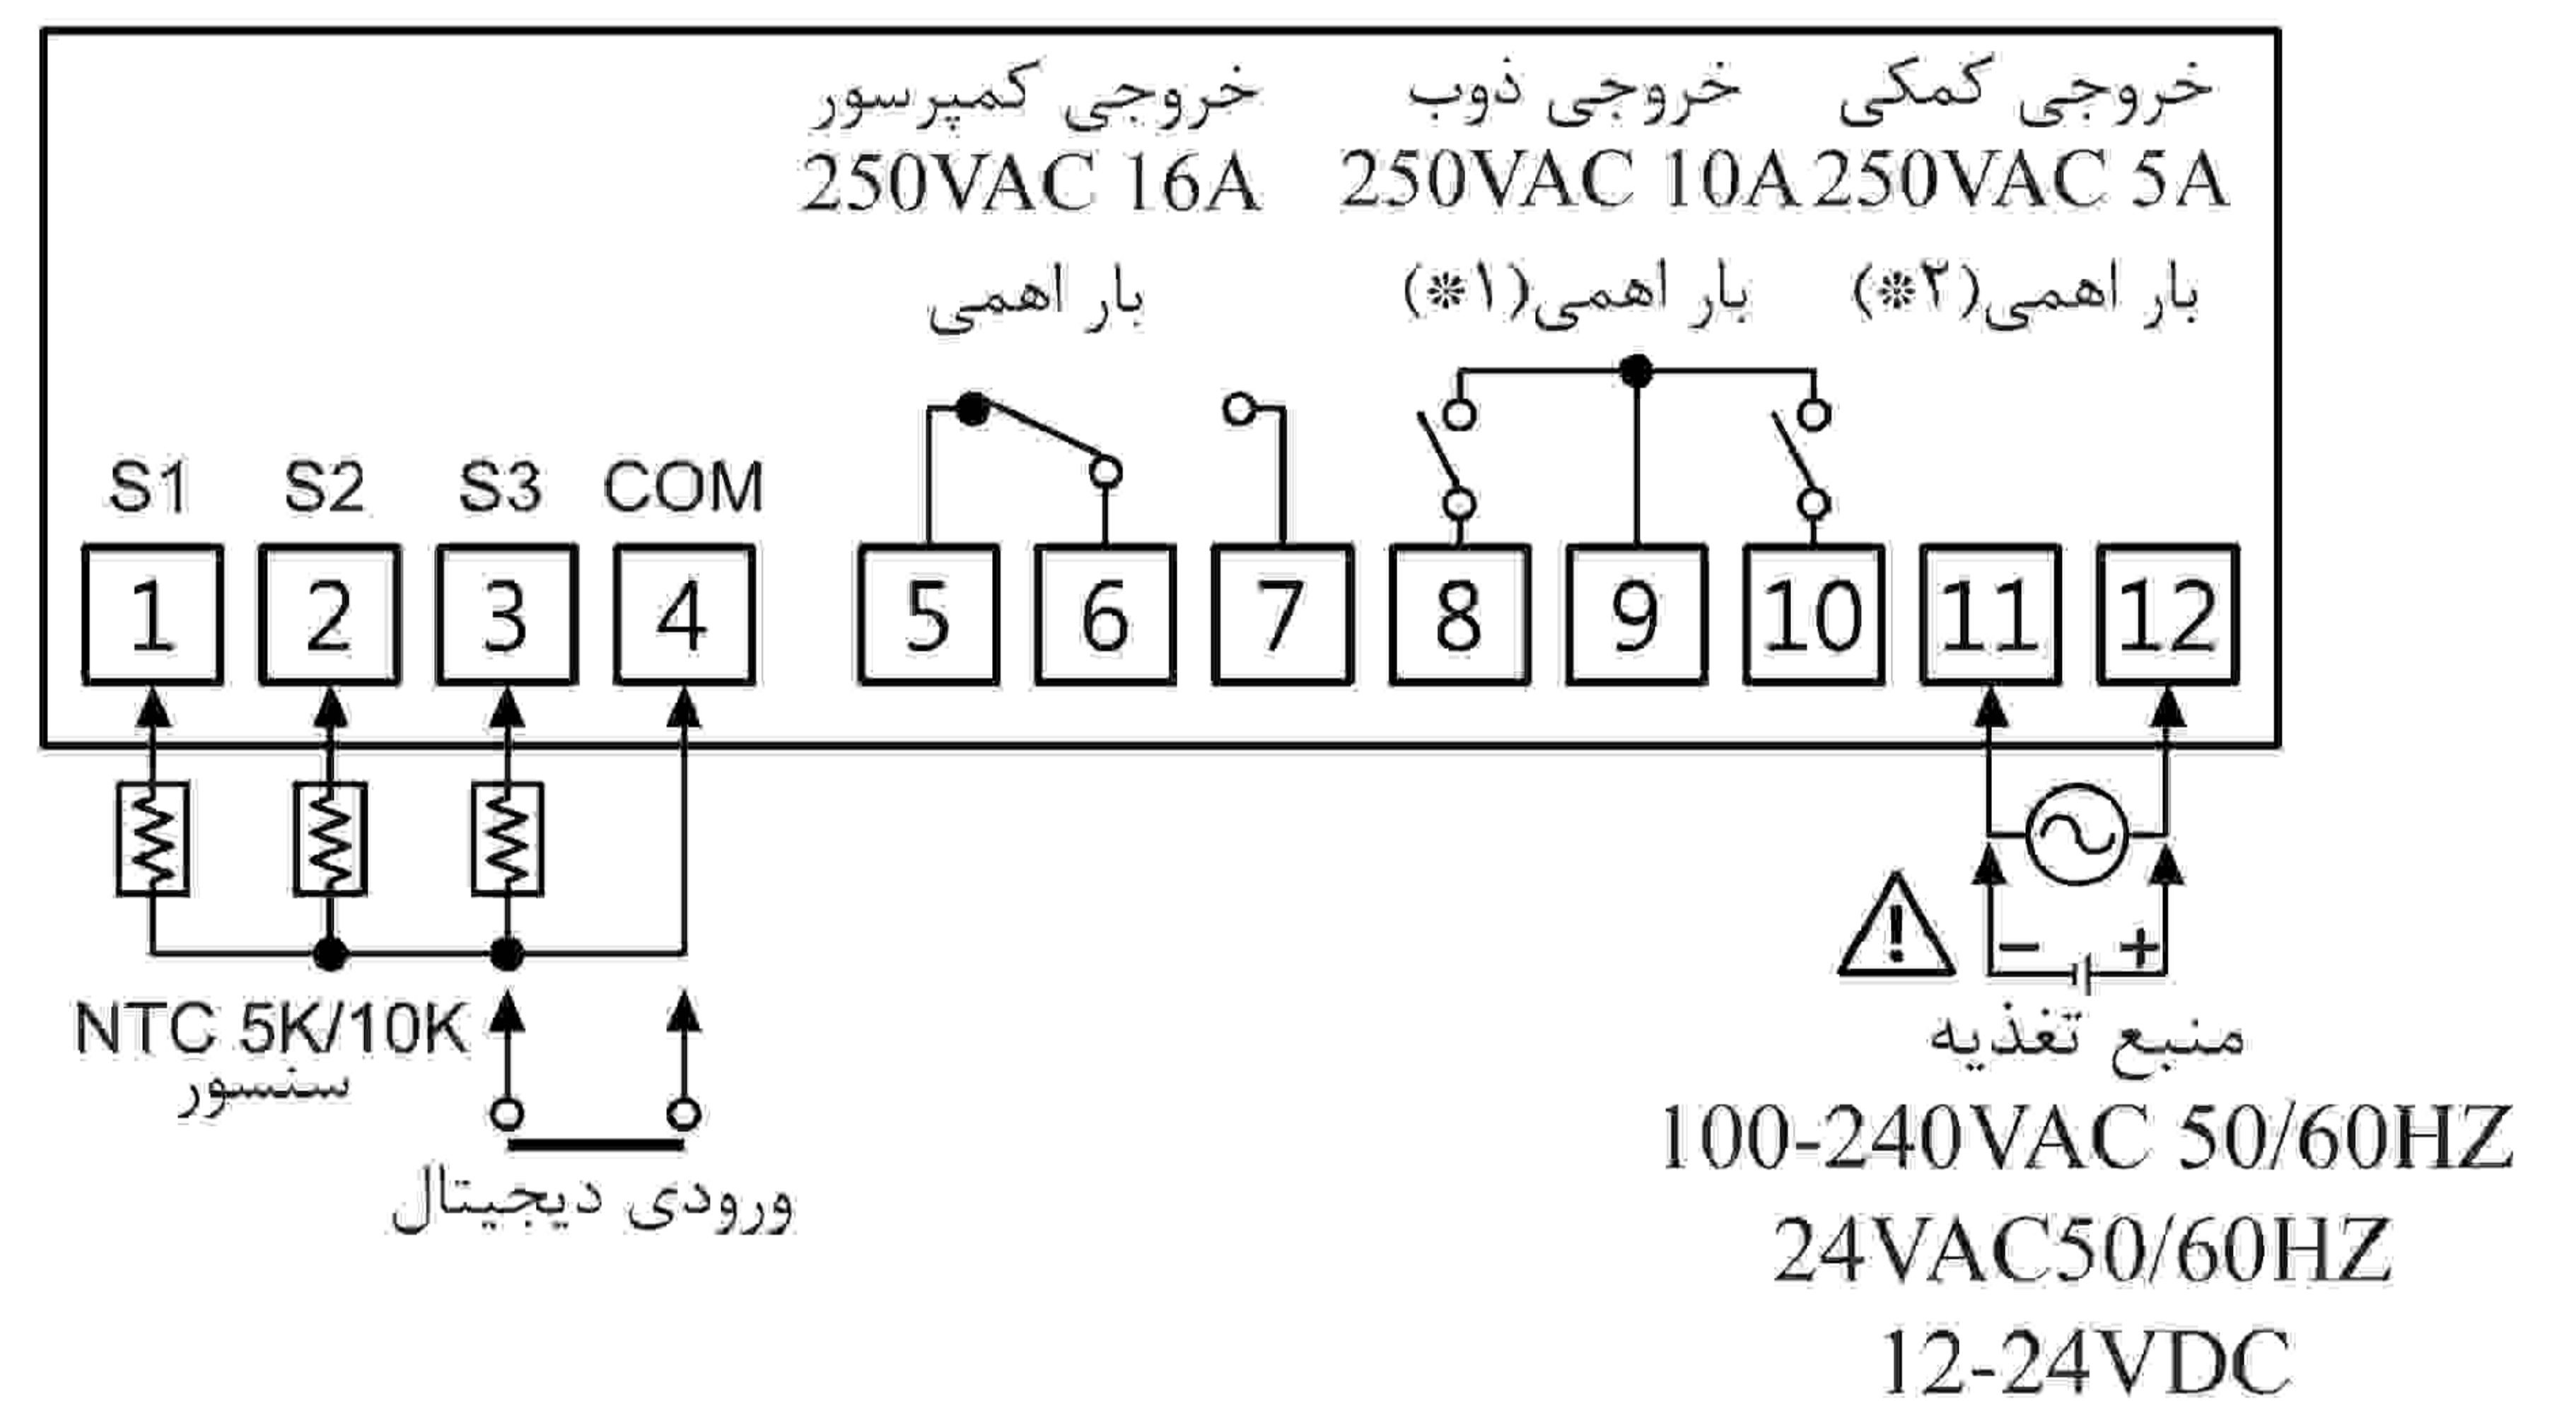 خروجی کمپرسور
250VAC 16A
بار اهمی
خروجی ذوب
250VAC 10A
بار اهمی(۱*)
خروجی کمکی
250VAC 5A
بار اهمی(۲*)
S1 S2 S3 COM
1 2 3 4 5 6 7 8 9 10 11 12
NTC 5K/10K
سنسور
ورودی دیجیتال
!
− +
منبع تغذیه
100-240VAC 50/60HZ
24VAC50/60HZ
12-24VDC